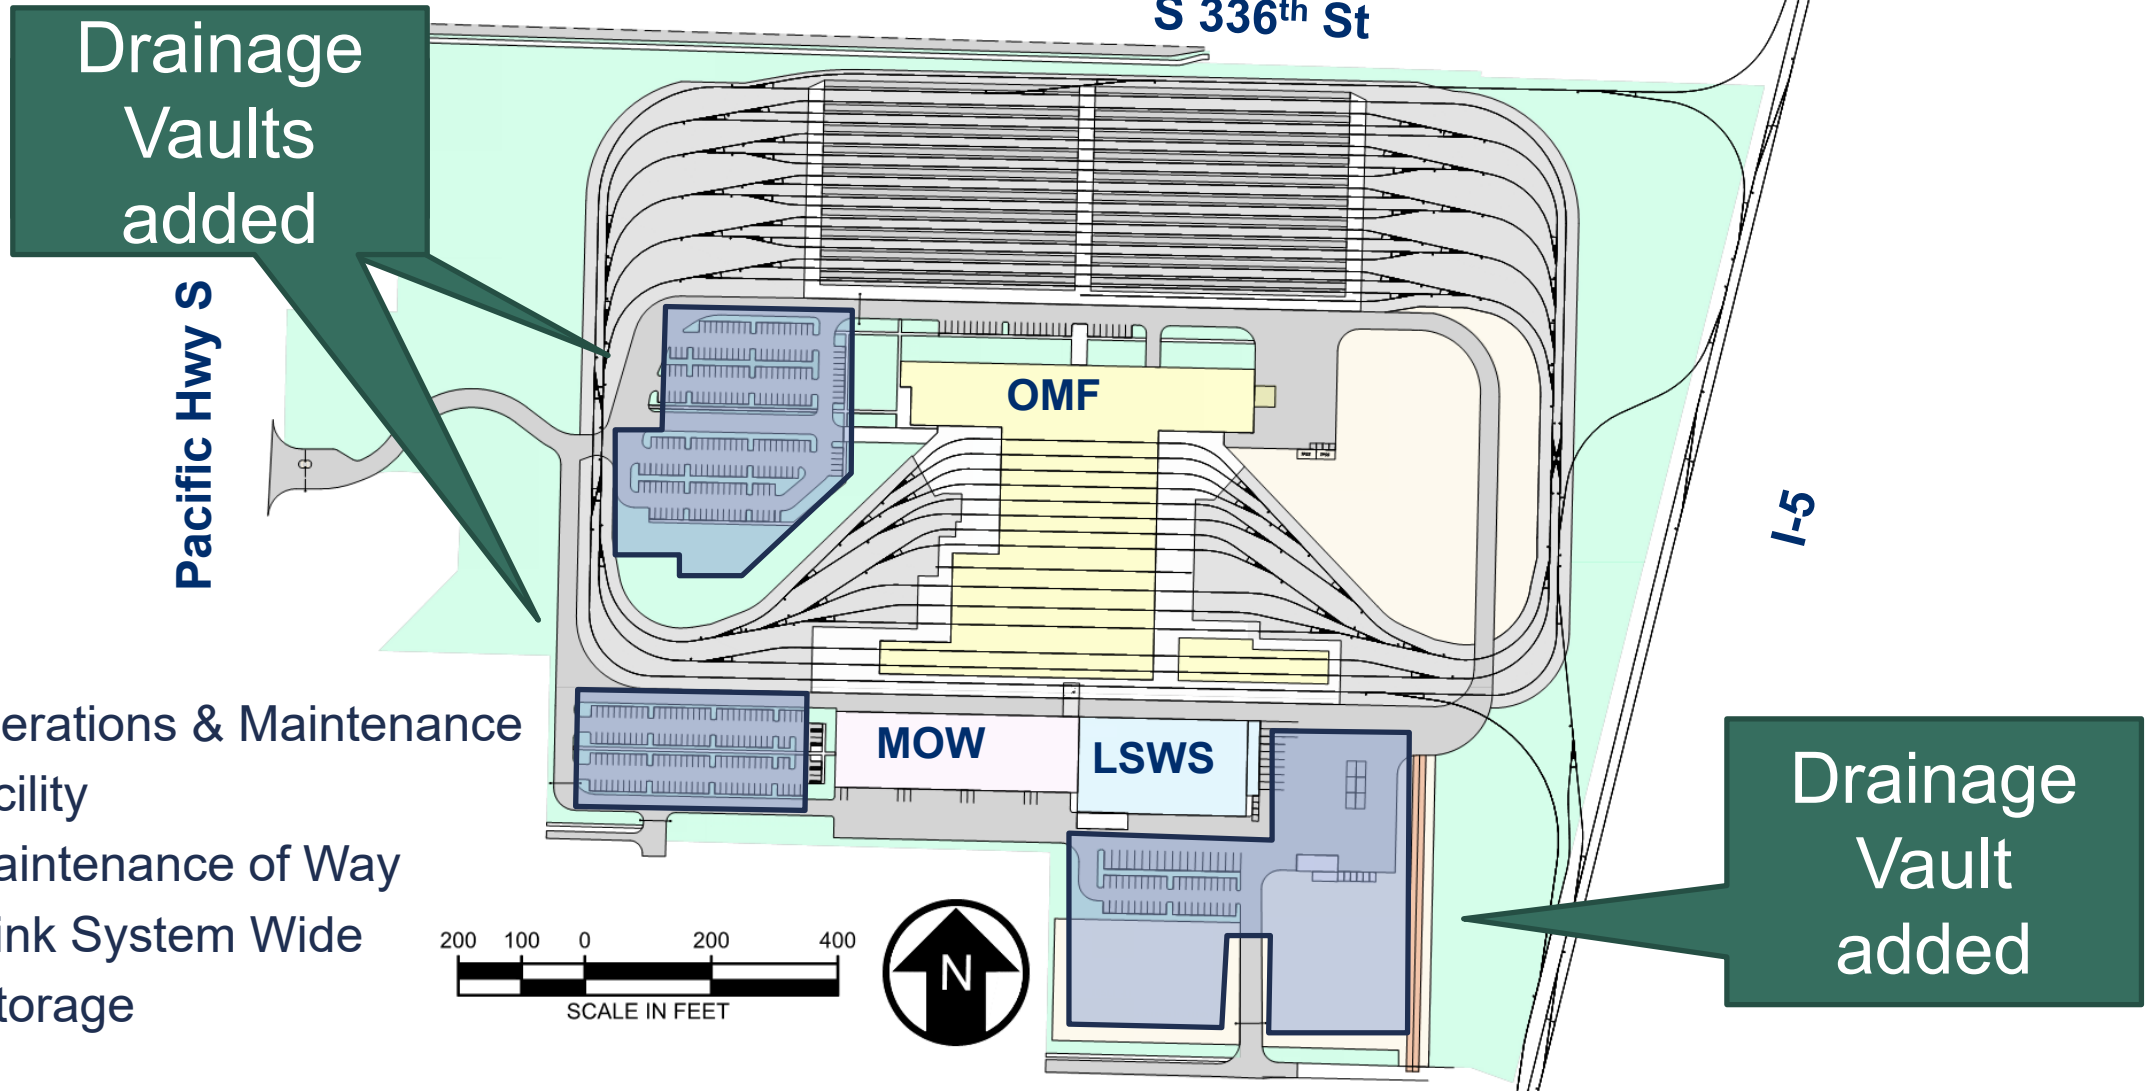 S 336th St
Drainage
Vaults
added
Pacific Hwy S
OMF
I-5
MOW
LSWS
erations & Maintenance
cility
aintenance of Way
ink System Wide
torage
200 100 0 200 400
SCALE IN FEET
N
Drainage
Vault
added